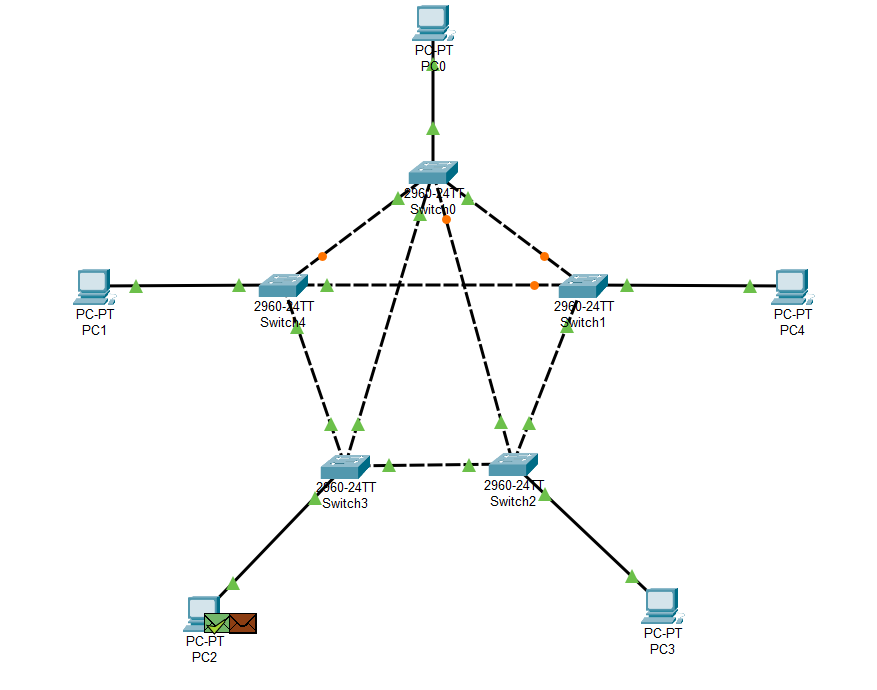 PC-PT
PC0
2960-24TT
Switch0
PC-PT
PC1
2960-24TT
Switch4
2960-24TT
Switch1
PC-PT
PC4
2960-24TT
Switch3
2960-24TT
Switch2
PC-PT
PC2
PC-PT
PC3